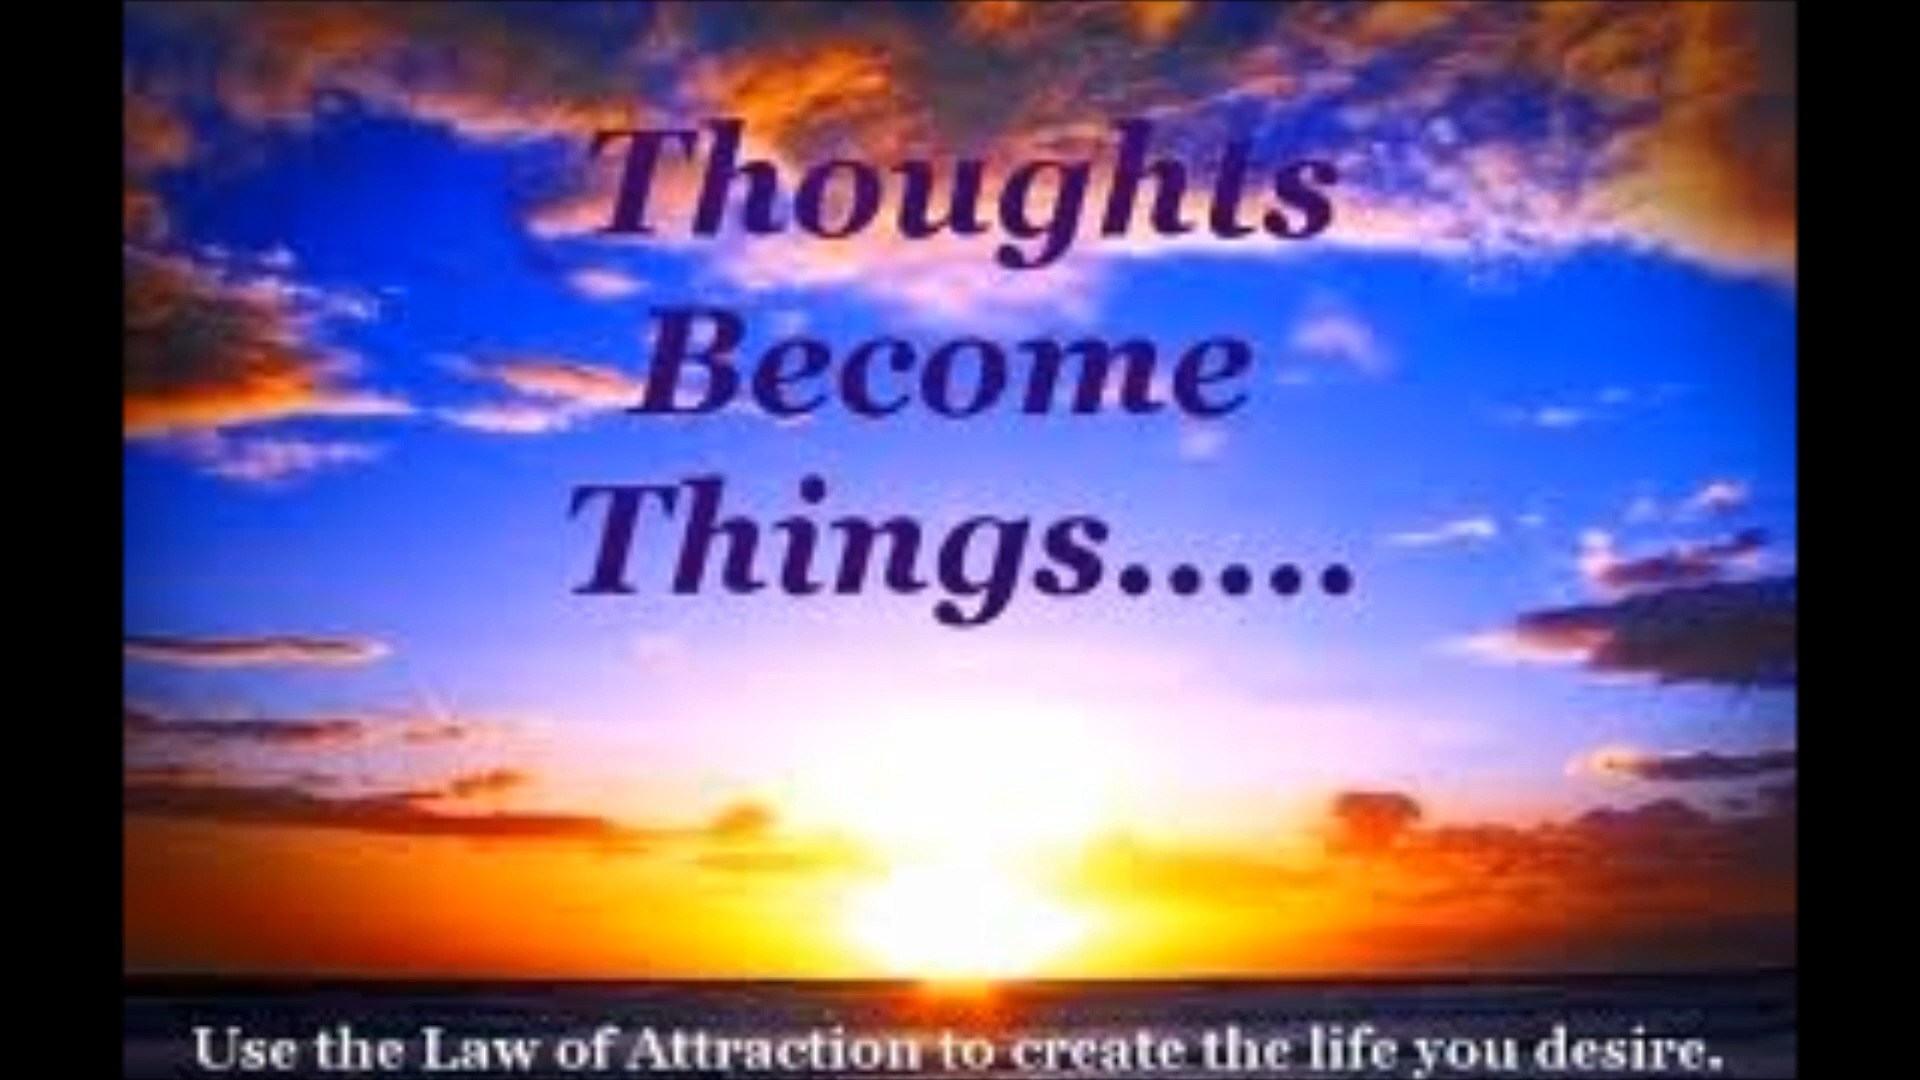 Thoughts
Become
Things.....
Use the Law of Attraction to create the life you desire.